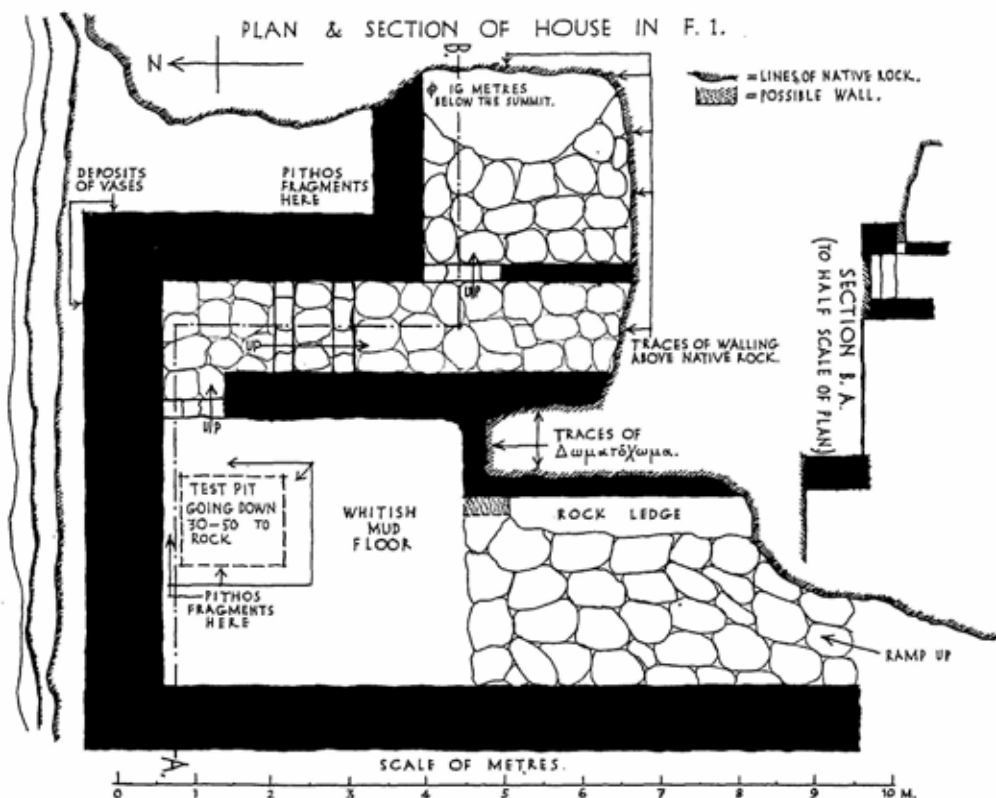 PLAN & SECTION OF HOUSE IN F. 1.
N
B.
= LINES OF NATIVE ROCK.
= POSSIBLE WALL.
16 METRES
BELOW THE SUMMIT.
DEPOSITS
OF VASES
PITHOS
FRAGMENTS
HERE
UP
UP
UP
TRACES OF WALLING
ABOVE NATIVE ROCK.
SECTION B. A.
(TO HALF SCALE OF PLAN)
TRACES OF
Δωματόχωμα.
TEST PIT
GOING DOWN
30–50 TO
ROCK
WHITISH
MUD
FLOOR
ROCK LEDGE
PITHOS
FRAGMENTS
HERE
RAMP UP
A.
SCALE OF METRES.
0 1 2 3 4 5 6 7 8 9 10 M.